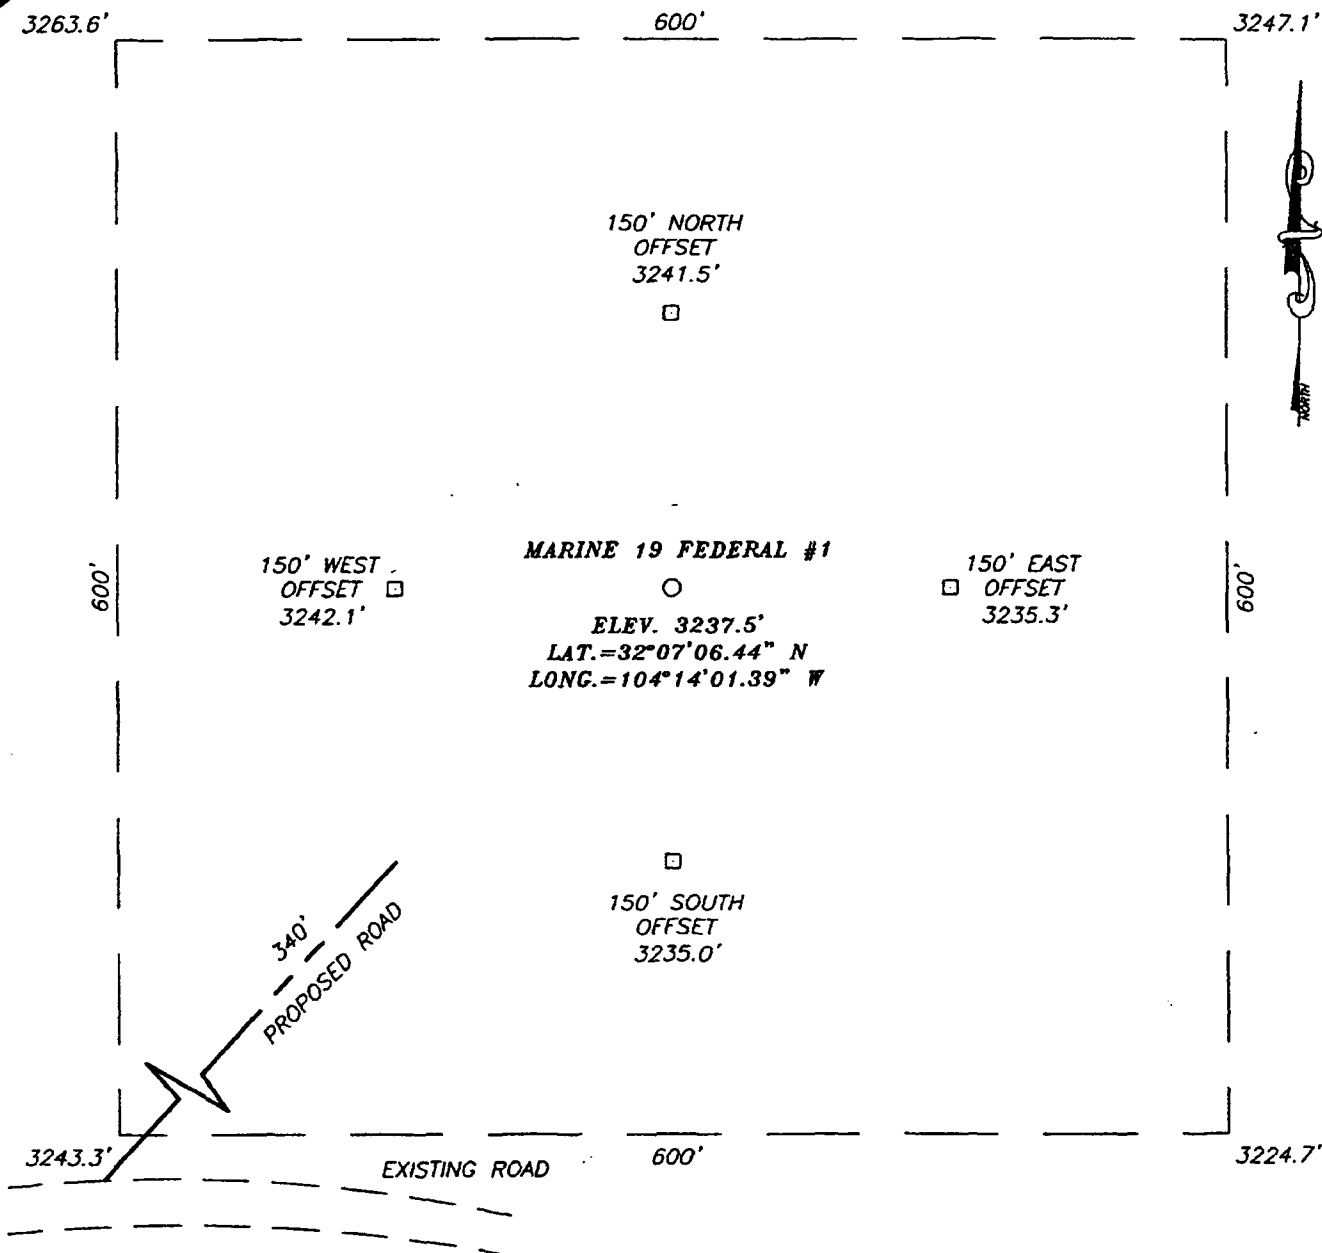 3263.6'
600'
3247.1'
150' NORTH
OFFSET
3241.5'
NORTH
600'
150' WEST
OFFSET
3242.1'
MARINE 19 FEDERAL #1
ELEV. 3237.5'
LAT.=32°07'06.44" N
LONG.=104°14'01.39" W
150' EAST
OFFSET
3235.3'
600'
150' SOUTH
OFFSET
3235.0'
340'
PROPOSED ROAD
3243.3'
EXISTING ROAD
600'
3224.7'